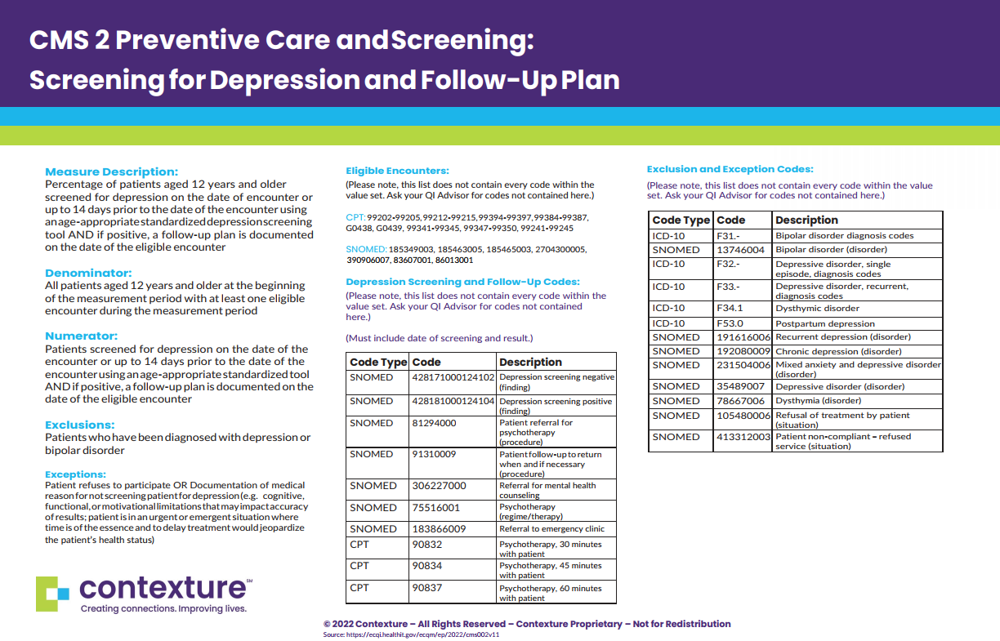 CMS 2 Preventive Care and Screening:
Screening for Depression and Follow-Up Plan
Measure Description:
Percentage of patients aged 12 years and older
screened for depression on the date of encounter or
up to 14 days prior to the date of the encounter using
an age-appropriate standardized depression screening
tool AND if positive, a follow-up plan is documented
on the date of the eligible encounter
Denominator:
All patients aged 12 years and older at the beginning
of the measurement period with at least one eligible
encounter during the measurement period
Numerator:
Patients screened for depression on the date of the
encounter or up to 14 days prior to the date of the
encounter using an age-appropriate standardized tool
AND if positive, a follow-up plan is documented on the
date of the eligible encounter
Exclusions:
Patients who have been diagnosed with depression or
bipolar disorder
Exceptions:
Patient refuses to participate OR Documentation of medical
reason for not screening patient for depression (e.g. cognitive,
functional, or motivational limitations that may impact accuracy
of results; patient is in an urgent or emergent situation where
time is of the essence and to delay treatment would jeopardize
the patient's health status)
contexture℠
Creating connections. Improving lives.
Eligible Encounters:
(Please note, this list does not contain every code within the
value set. Ask your QI Advisor for codes not contained here.)
CPT: 99202-99205, 99212-99215, 99394-99397, 99384-99387,
G0438, G0439, 99341-99345, 99347-99350, 99241-99245
SNOMED: 185349003, 185463005, 185465003, 2704300005,
390906007, 83607001, 86013001
Depression Screening and Follow-Up Codes:
(Please note, this list does not contain every code within the
value set. Ask your QI Advisor for codes not contained
here.)
(Must include date of screening and result.)
Code Type Code Description
SNOMED 428171000124102 Depression screening negative
(finding)
SNOMED 428181000124104 Depression screening positive
(finding)
SNOMED 81294000 Patient referral for
psychotherapy
(procedure)
SNOMED 91310009 Patient follow-up to return
when and if necessary
(procedure)
SNOMED 306227000 Referral for mental health
counseling
SNOMED 75516001 Psychotherapy
(regime/therapy)
SNOMED 183866009 Referral to emergency clinic
CPT 90832 Psychotherapy, 30 minutes
with patient
CPT 90834 Psychotherapy, 45 minutes
with patient
CPT 90837 Psychotherapy, 60 minutes
with patient
Exclusion and Exception Codes:
(Please note, this list does not contain every code within the value
set. Ask your QI Advisor for codes not contained here.)
Code Type Code Description
ICD-10 F31.- Bipolar disorder diagnosis codes
SNOMED 13746004 Bipolar disorder (disorder)
ICD-10 F32.- Depressive disorder, single
episode, diagnosis codes
ICD-10 F33.- Depressive disorder, recurrent,
diagnosis codes
ICD-10 F34.1 Dysthymic disorder
ICD-10 F53.0 Postpartum depression
SNOMED 191616006 Recurrent depression (disorder)
SNOMED 192080009 Chronic depression (disorder)
SNOMED 231504006 Mixed anxiety and depressive disorder
(disorder)
SNOMED 35489007 Depressive disorder (disorder)
SNOMED 78667006 Dysthymia (disorder)
SNOMED 105480006 Refusal of treatment by patient
(situation)
SNOMED 413312003 Patient non-compliant – refused
service (situation)
© 2022 Contexture – All Rights Reserved – Contexture Proprietary – Not for Redistribution
Source: https://ecqi.healthit.gov/ecqm/ep/2022/cms002v11